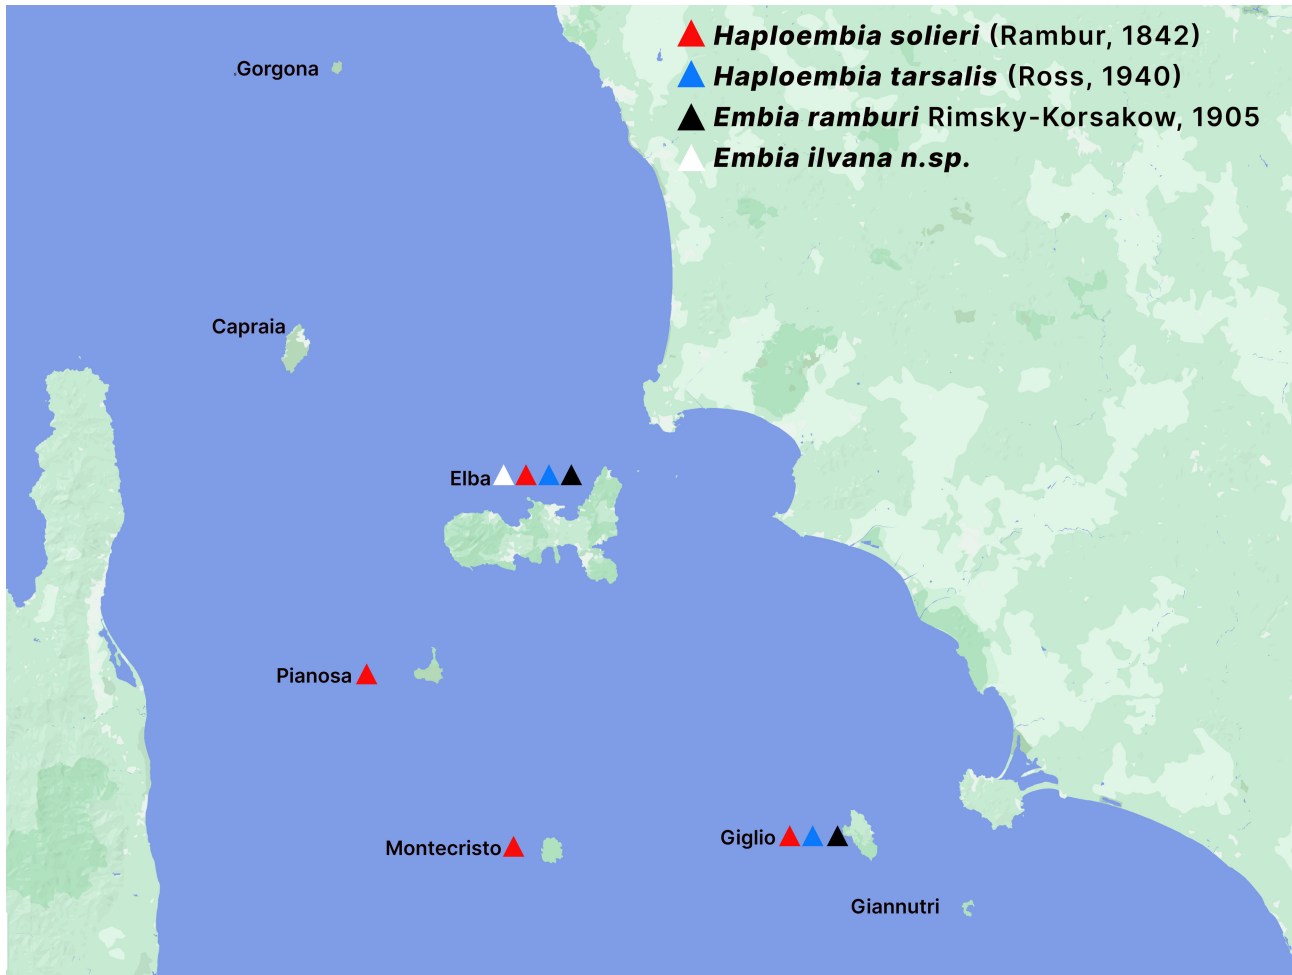 Haploembia solieri (Rambur, 1842)
Gorgona
Haploembia tarsalis (Ross, 1940)
Embia ramburi Rimsky-Korsakow, 1905
Embia ilvana n.sp.
Capraia
Elba
Pianosa
Montecristo
Giglio
Giannutri